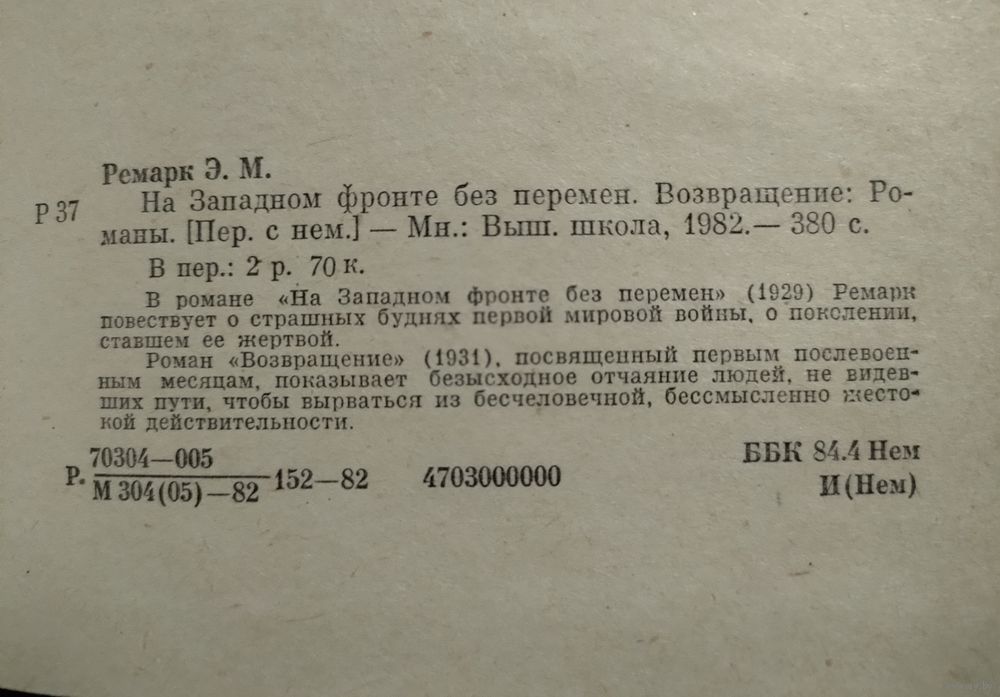 Ремарк Э. М.
Р 37
На Западном фронте без перемен. Возвращение: Ро-
маны. [Пер. с нем.] — Мн.: Выш. школа, 1982.— 380 с.
В пер.: 2 р. 70 к.
В романе «На Западном фронте без перемен» (1929) Ремарк
повествует о страшных буднях первой мировой войны, о поколении,
ставшем ее жертвой.
Роман «Возвращение» (1931), посвященный первым послевоен-
ным месяцам, показывает безысходное отчаяние людей, не видев-
ших пути, чтобы вырваться из бесчеловечной, бессмысленно жесто-
кой действительности.
Р. 70304—005
М 304(05)—82 152—82 4703000000
ББК 84.4 Нем
И (Нем)